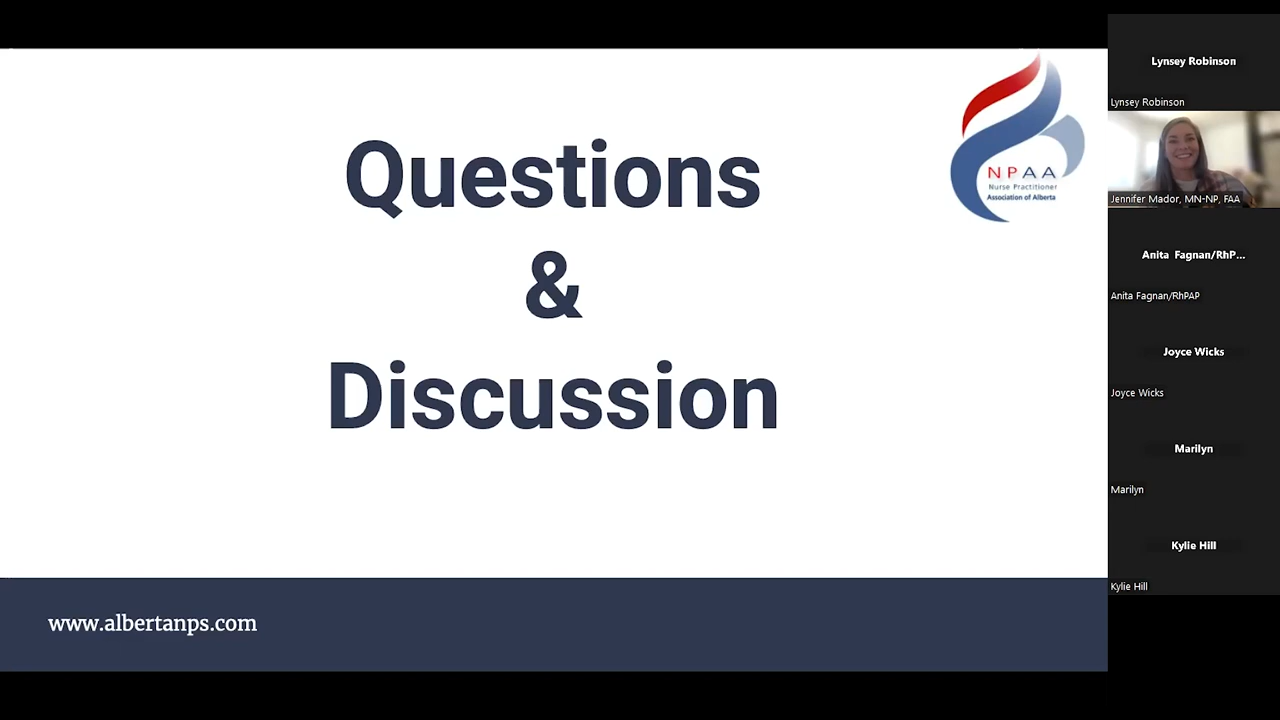 Questions
&
Discussion
NPAA
Nurse Practitioner
Association of Alberta
www.albertanps.com
Lynsey Robinson
Lynsey Robinson
Jennifer Mador, MN-NP, FAA
Anita Fagnan/RhP...
Anita Fagnan/RhPAP
Joyce Wicks
Joyce Wicks
Marilyn
Marilyn
Kylie Hill
Kylie Hill